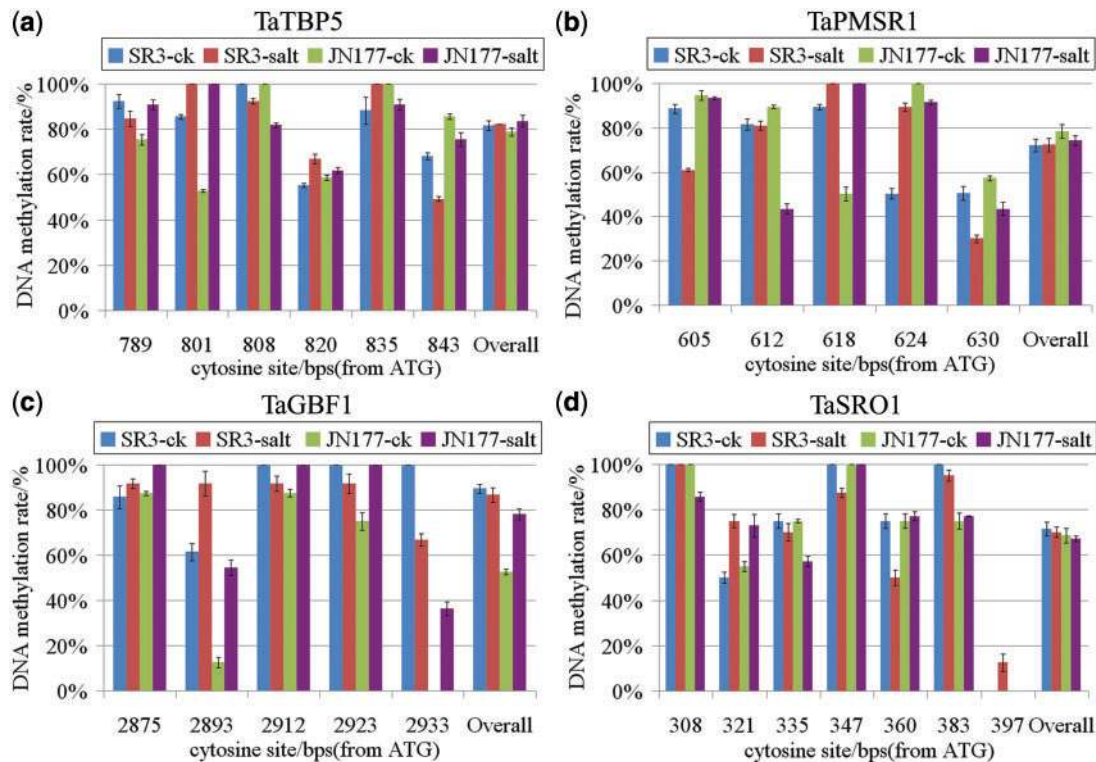 (a) TaTBP5
SR3-ck SR3-salt JN177-ck JN177-salt
DNA methylation rate/%
100%
80%
60%
40%
20%
0%
789 801 808 820 835 843 Overall
cytosine site/bps(from ATG)
(b) TaPMSR1
SR3-ck SR3-salt JN177-ck JN177-salt
DNA methylation rate/%
100%
80%
60%
40%
20%
0%
605 612 618 624 630 Overall
cytosine site/bps(from ATG)
(c) TaGBF1
SR3-ck SR3-salt JN177-ck JN177-salt
DNA methylation rate/%
100%
80%
60%
40%
20%
0%
2875 2893 2912 2923 2933 Overall
cytosine site/bps(from ATG)
(d) TaSRO1
SR3-ck SR3-salt JN177-ck JN177-salt
DNA methylation rate/%
100%
80%
60%
40%
20%
0%
308 321 335 347 360 383 397 Overall
cytosine site/bps(from ATG)